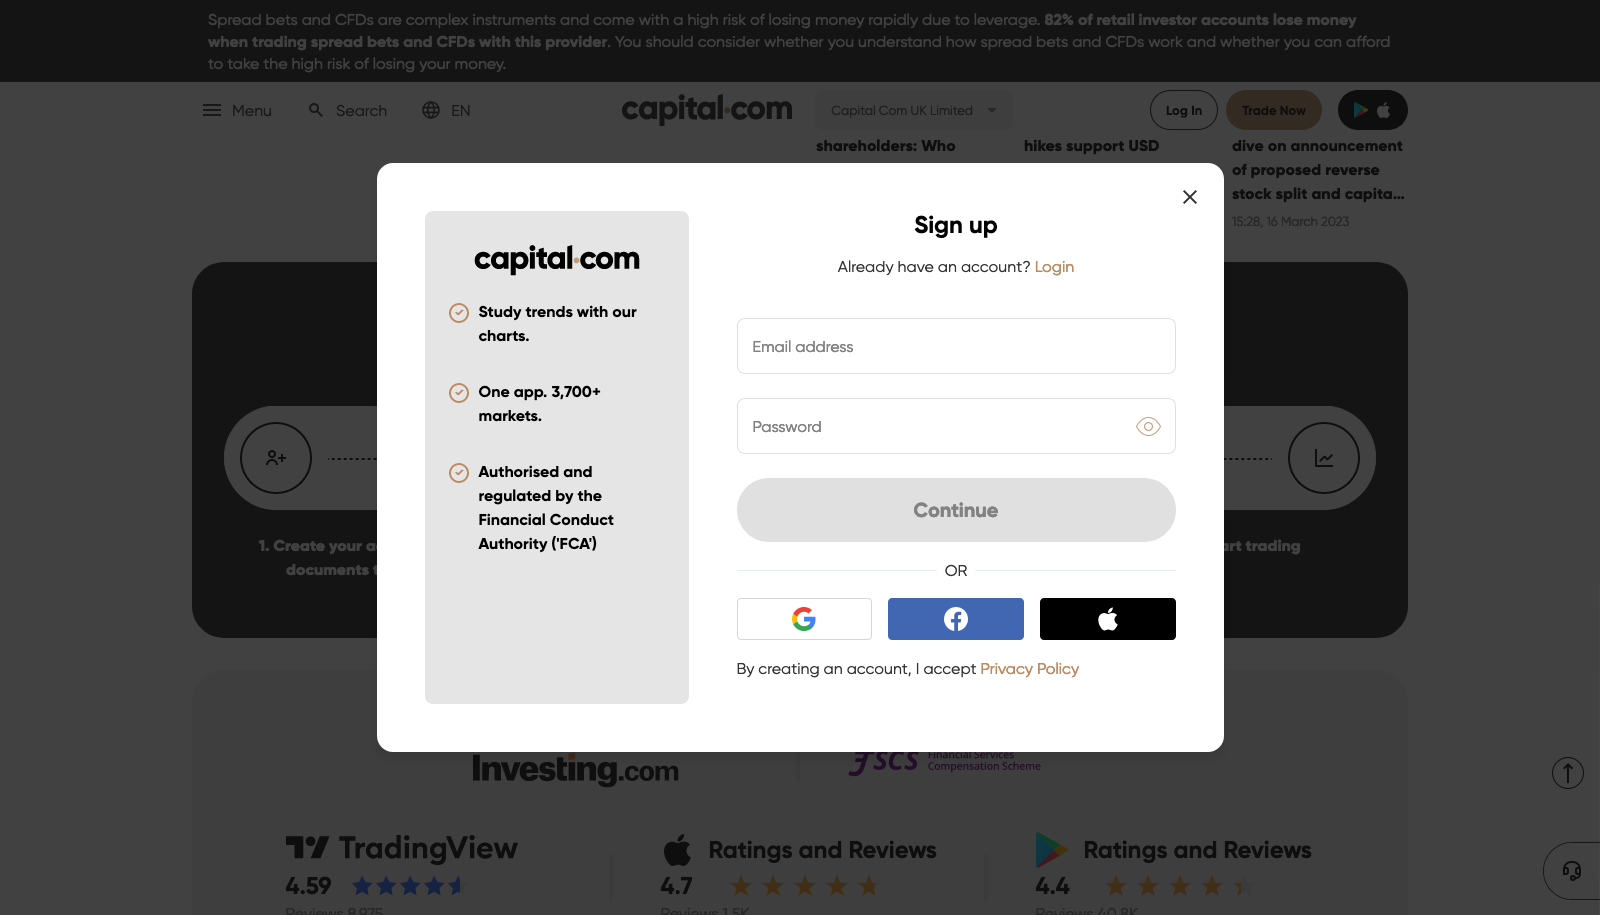 Spread bets and CFDs are complex instruments and come with a high risk of losing money rapidly due to leverage. 82% of retail investor accounts lose money
when trading spread bets and CFDs with this provider. You should consider whether you understand how spread bets and CFDs work and whether you can afford
to take the high risk of losing your money.
Menu
Search
EN
capital.com
Capital Com UK Limited
Log In
Trade Now
shareholders: Who
hikes support USD
dive on announcement
of proposed reverse
stock split and capita...
15:28, 16 March 2023
capital.com
Study trends with our
charts.
One app. 3,700+
markets.
Authorised and
regulated by the
Financial Conduct
Authority ('FCA')
Sign up
Already have an account? Login
Email address
Password
Continue
OR
By creating an account, I accept Privacy Policy
1. Create your
documents
trading
Investing.com
FSCS
Financial Services
Compensation Scheme
TradingView
4.59
Reviews 8,975
Ratings and Reviews
4.7
Reviews 1.5K
Ratings and Reviews
4.4
Reviews 40.8K